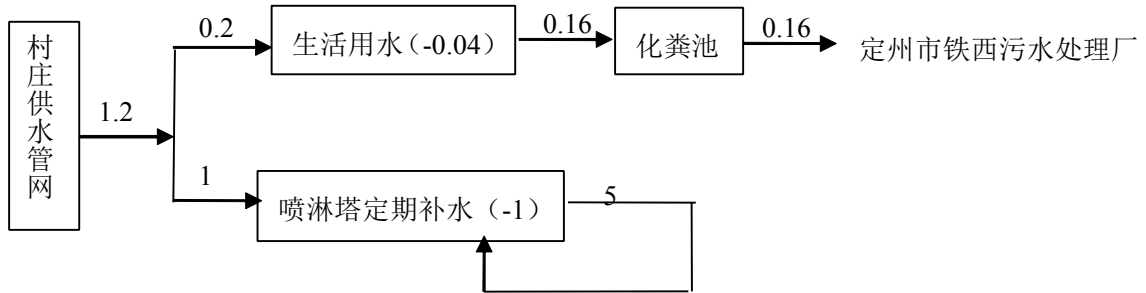 村庄供水管网
1.2
0.2
生活用水（-0.04）
0.16
化粪池
0.16
定州市铁西污水处理厂
1
喷淋塔定期补水（-1）
5